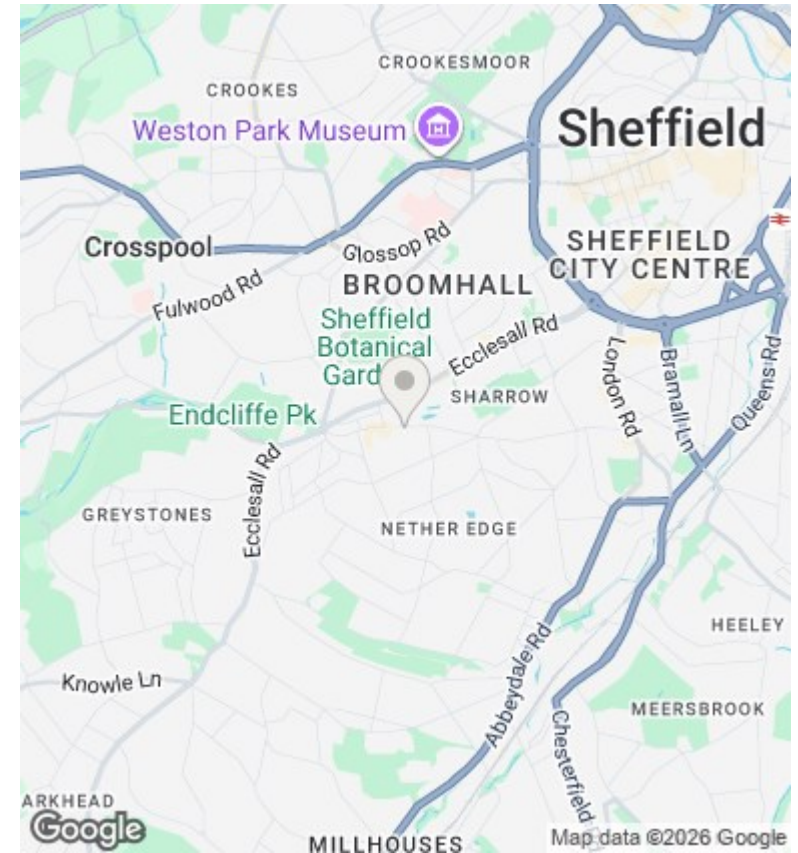 CROOKESMOOR
CROOKES
Weston Park Museum
Sheffield
Crosspool
Glossop Rd
SHEFFIELD
CITY CENTRE
Fulwood Rd
BROOMHALL
Sheffield
Botanical
Gard
Ecclesall Rd
London Rd
Bramall Ln
Queens Rd
SHARROW
Endcliffe Pk
Ecclesall Rd
GREYSTONES
NETHER EDGE
HEELEY
Abbeydale Rd
Knowle Ln
MEERSBROOK
Chesterfield
ARKHEAD
Google
MILLHOUSES
Map data ©2026 Google